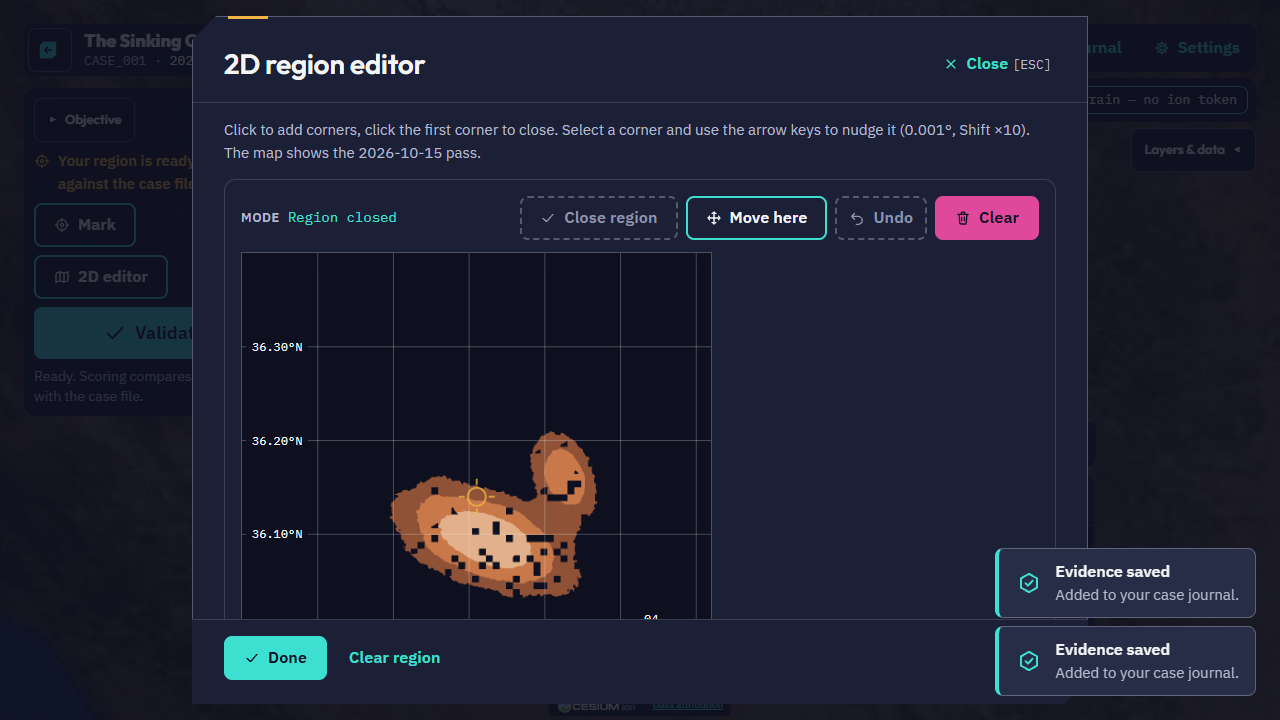 The Sinking
CASE_001 · 202
Objective
Your region is ready
against the case file
Mark
2D editor
Validat
Ready. Scoring compares
with the case file.
2D region editor
Close [ESC]
Click to add corners, click the first corner to close. Select a corner and use the arrow keys to nudge it (0.001°, Shift ×10).
The map shows the 2026-10-15 pass.
MODE Region closed
Close region
Move here
Undo
Clear
36.30°N
36.20°N
36.10°N
Done
Clear region
Settings
no ion token
Layers & data
Evidence saved
Added to your case journal.
Evidence saved
Added to your case journal.
CESIUM ion
Data attribution